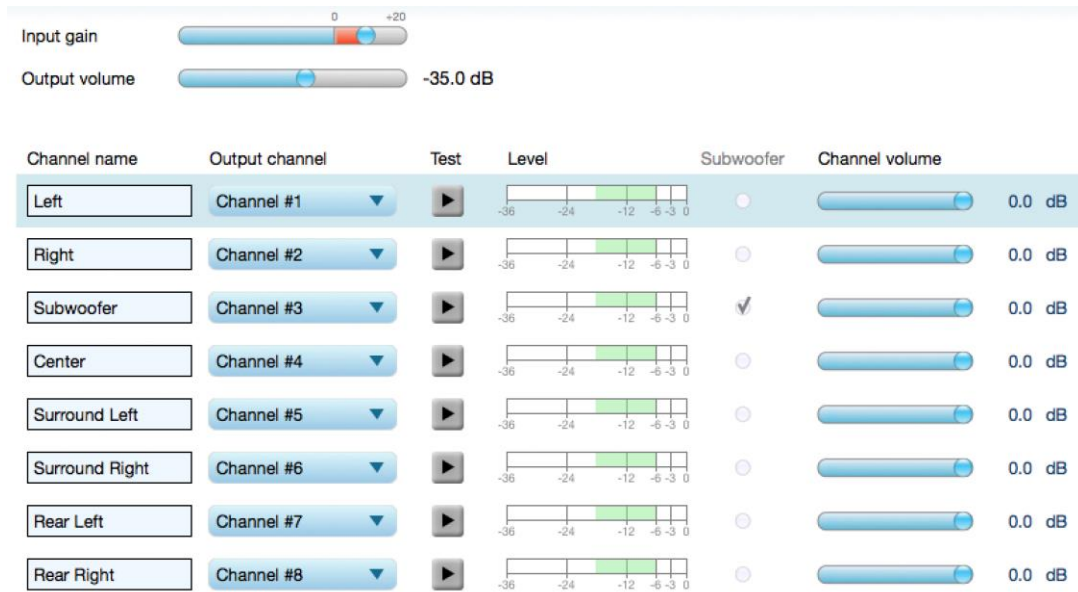 0 +20
Input gain
Output volume -35.0 dB
Channel name Output channel Test Level Subwoofer Channel volume
Left Channel #1 0.0 dB
-36 -24 -12 -6 -3 0
Right Channel #2 0.0 dB
-36 -24 -12 -6 -3 0
Subwoofer Channel #3 0.0 dB
-36 -24 -12 -6 -3 0
Center Channel #4 0.0 dB
-36 -24 -12 -6 -3 0
Surround Left Channel #5 0.0 dB
-36 -24 -12 -6 -3 0
Surround Right Channel #6 0.0 dB
-36 -24 -12 -6 -3 0
Rear Left Channel #7 0.0 dB
-36 -24 -12 -6 -3 0
Rear Right Channel #8 0.0 dB
-36 -24 -12 -6 -3 0